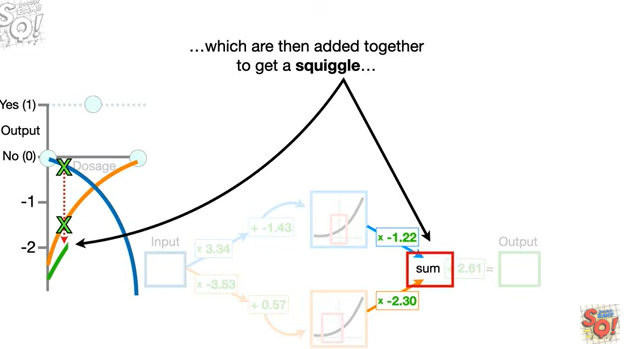 …which are then added together
to get a squiggle…
Yes (1)
Output
No (0)
Dosage
-1
-2
Input
x 3.34
+ -1.43
x -1.22
x -3.53
+ 0.57
x -2.30
sum
+ 2.61
=
Output
X
X
SQ!